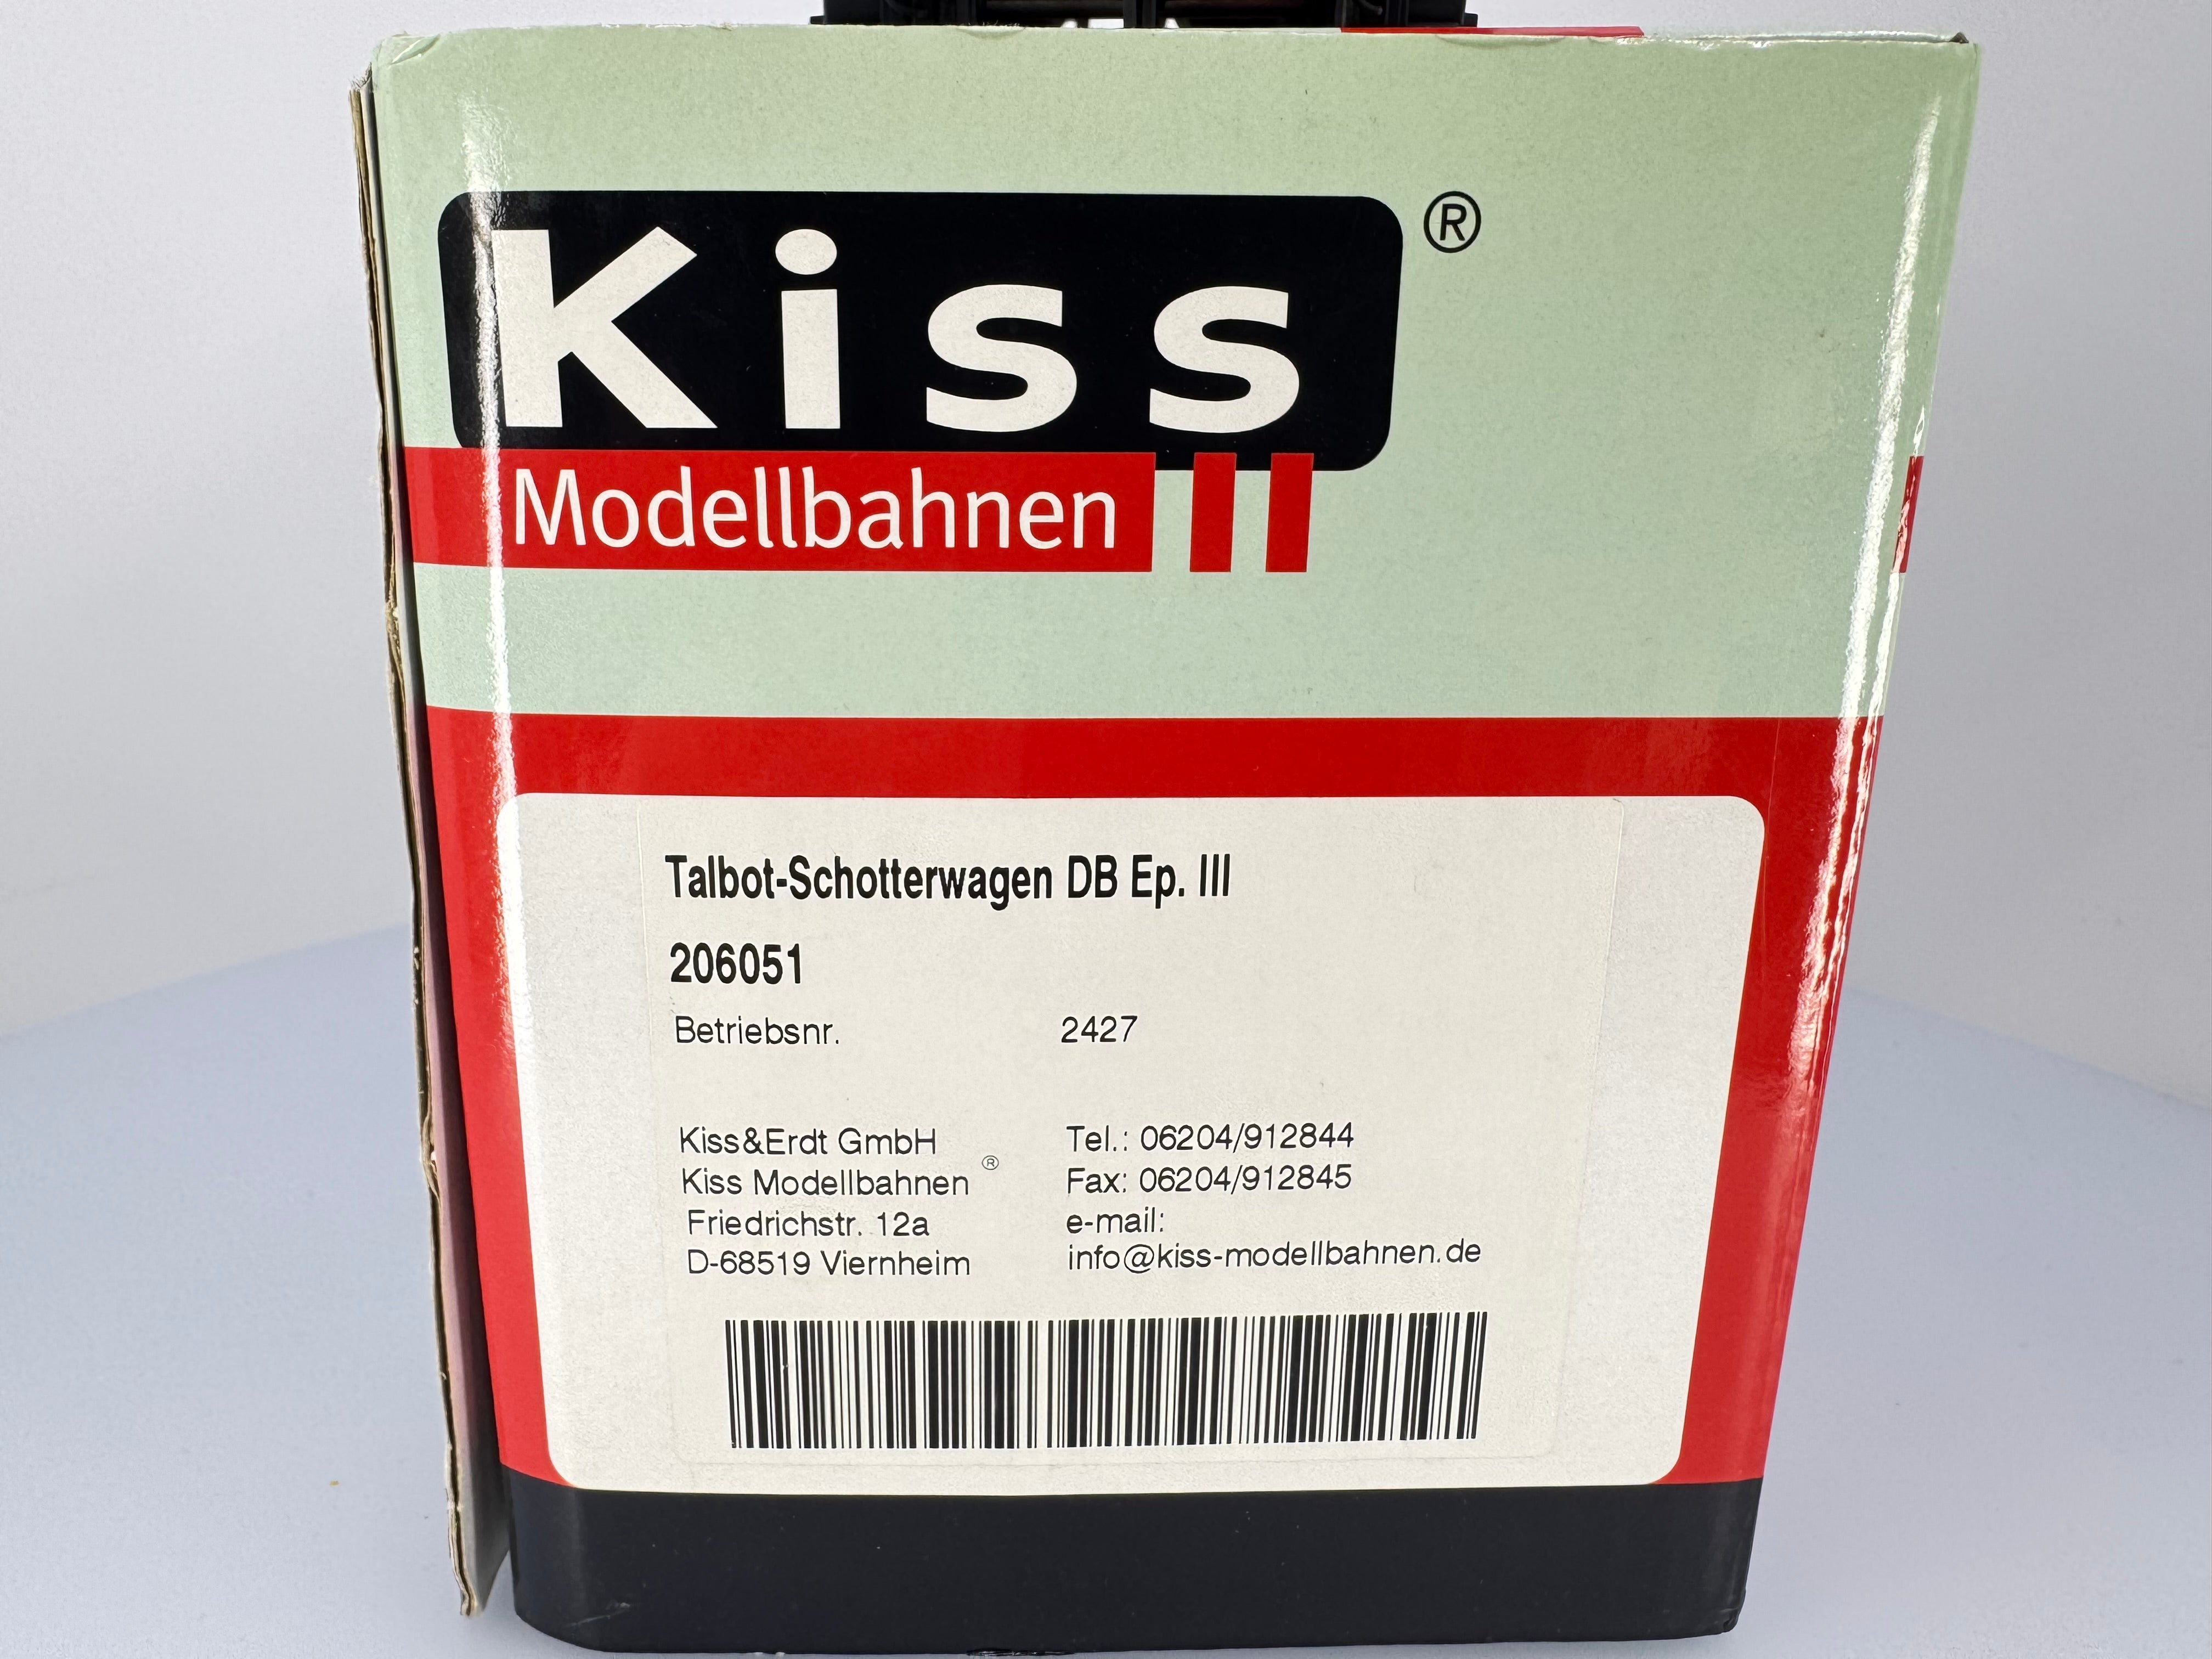 Kiss ®
Modellbahnen
Talbot-Schotterwagen DB Ep. III
206051
Betriebsnr. 2427
Kiss&Erdt GmbH
Kiss Modellbahnen ®
Friedrichstr. 12a
D-68519 Viernheim
Tel.: 06204/912844
Fax: 06204/912845
e-mail:
info@kiss-modellbahnen.de